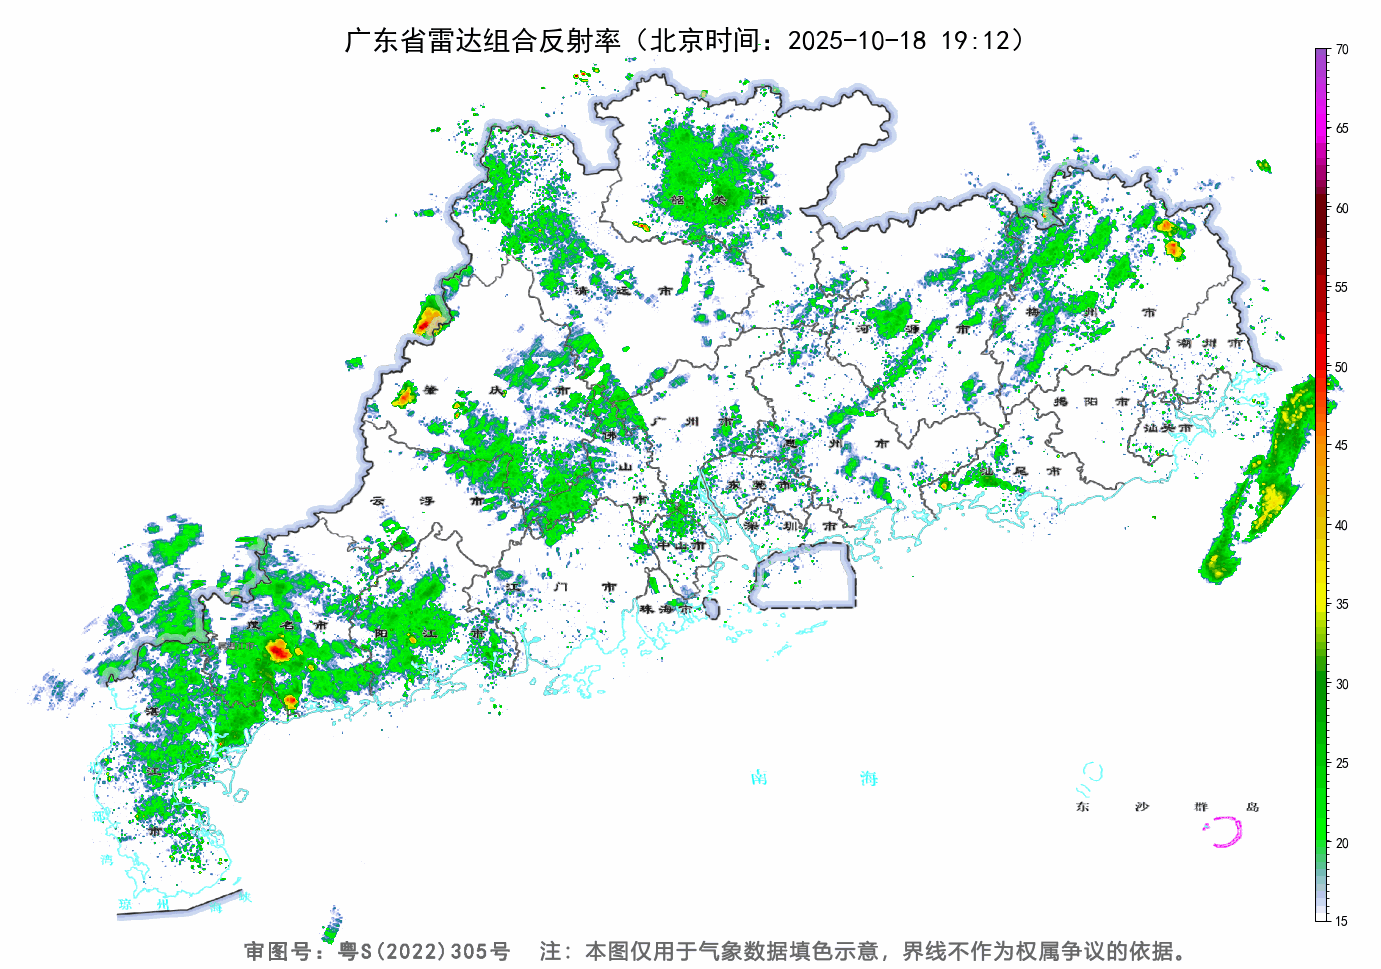 广东省雷达组合反射率（北京时间：2025-10-18 19:12）
70
65
60
55
50
45
40
35
30
25
20
15
韶 关 市
清 远 市
河 源 市
梅 州 市
潮 州 市
肇 庆 市
广 州 市
惠 州 市
揭 阳 市
汕头市
佛 山 市
云 浮 市
东 莞 市
汕 尾 市
深 圳 市
中山市
江 门 市
珠海市
茂 名 市
阳 江 市
湛 江 市
南 海
东 沙 群 岛
湾
琼 州 海 峡
审图号：粤S(2022)305号 注：本图仅用于气象数据填色示意，界线不作为权属争议的依据。